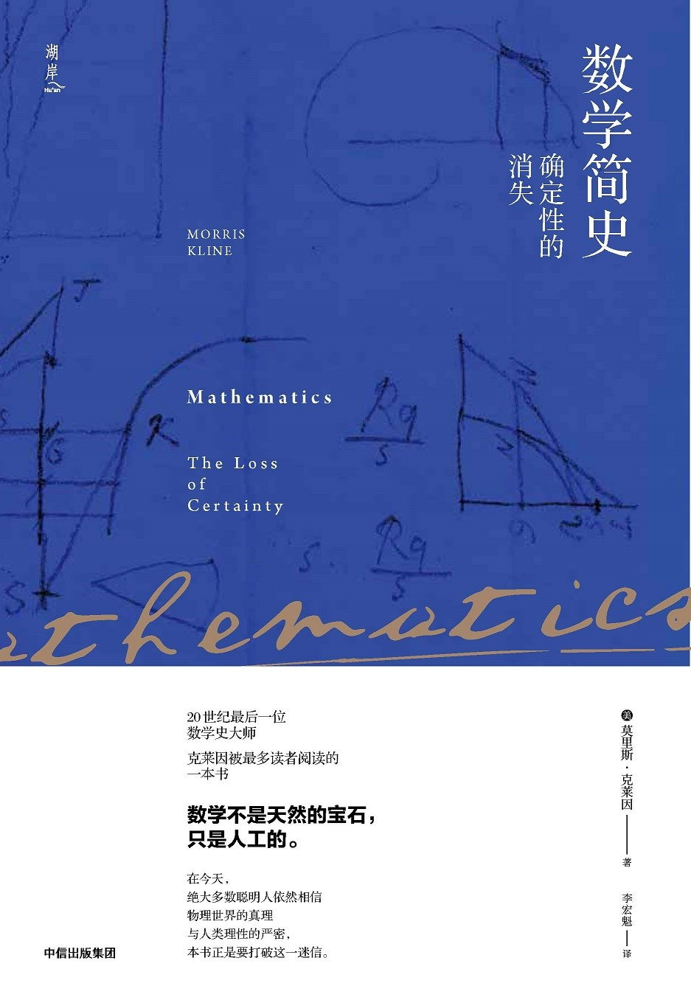 湖岸
Hu'an
数学简史
确定性的
消失
MORRIS
KLINE
J
K
G
Mathematics
The Loss
of
Certainty
Rq
s
S.
Rq
s
S
athematics
20世纪最后一位
数学史大师
克莱因被最多读者阅读的
一本书
数学不是天然的宝石，
只是人工的。
在今天，
绝大多数聪明人依然相信
物理世界的真理
与人类理性的严密，
本书正是要打破这一迷信。
美 莫里斯·克莱因——著
李宏魁—译
中信出版集团